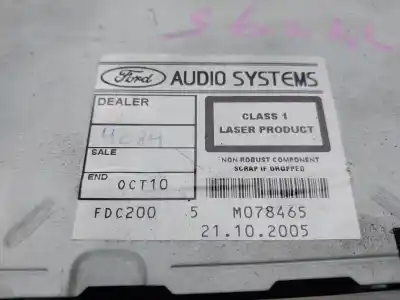 Ford AUDIO SYSTEMS
DEALER
4084
SALE
END OCT10
CLASS 1
LASER PRODUCT
NON-ROBUST COMPONENT
SCRAP IF DROPPED
FDC200 5 M078465
21.10.2005